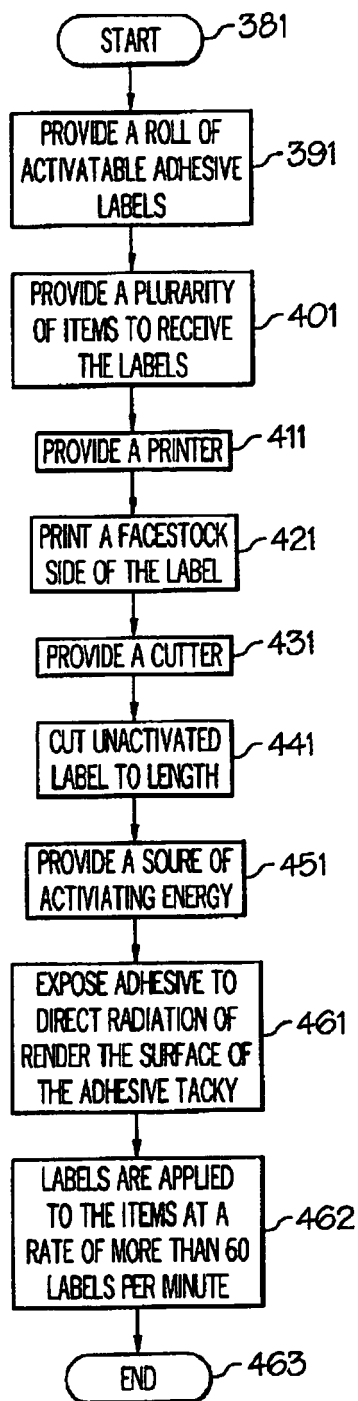 START
381
PROVIDE A ROLL OF
ACTIVATABLE ADHESIVE
LABELS
391
PROVIDE A PLURARITY
OF ITEMS TO RECEIVE
THE LABELS
401
PROVIDE A PRINTER
411
PRINT A FACESTOCK
SIDE OF THE LABEL
421
PROVIDE A CUTTER
431
CUT UNACTIVATED
LABEL TO LENGTH
441
PROVIDE A SOURE OF
ACTIVIATING ENERGY
451
EXPOSE ADHESIVE TO
DIRECT RADIATION OF
RENDER THE SURFACE OF
THE ADHESIVE TACKY
461
LABELS ARE APPLIED
TO THE ITEMS AT A
RATE OF MORE THAN 60
LABELS PER MINUTE
462
END
463